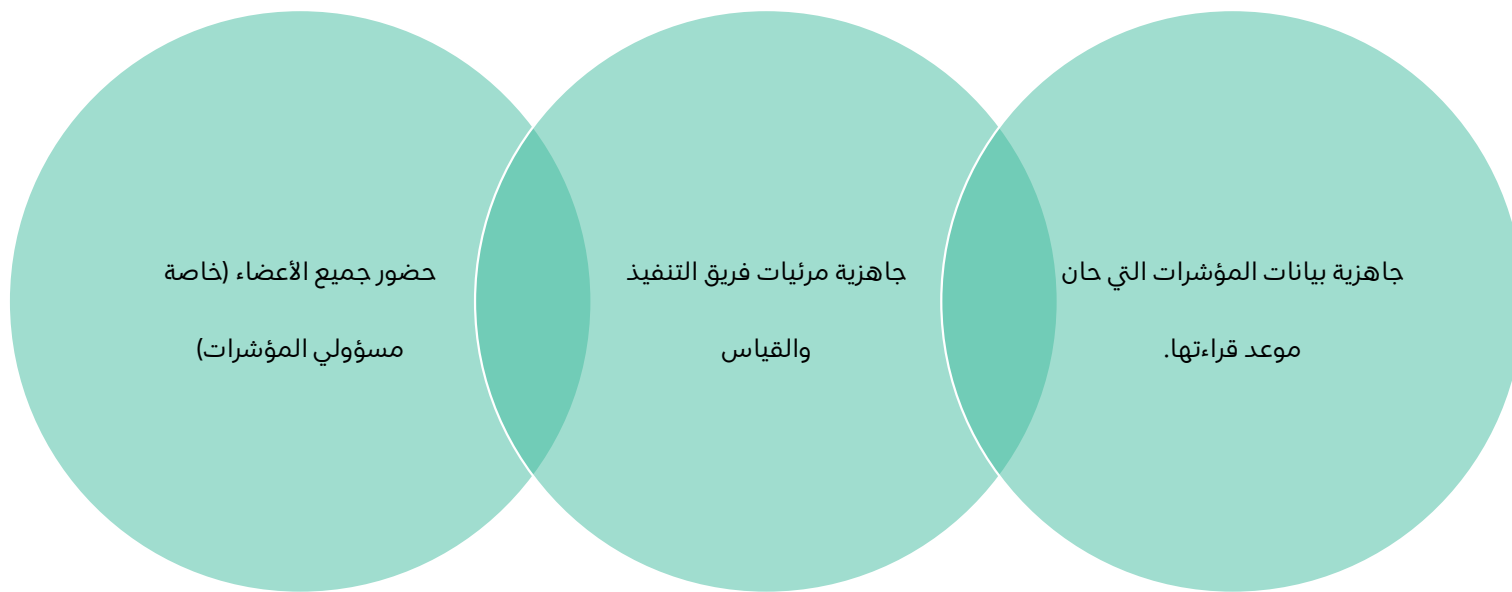 جاهزية بيانات المؤشرات التي حان
موعد قراءتها.
جاهزية مرئيات فريق التنفيذ
والقياس
حضور جميع الأعضاء (خاصة
مسؤولي المؤشرات)